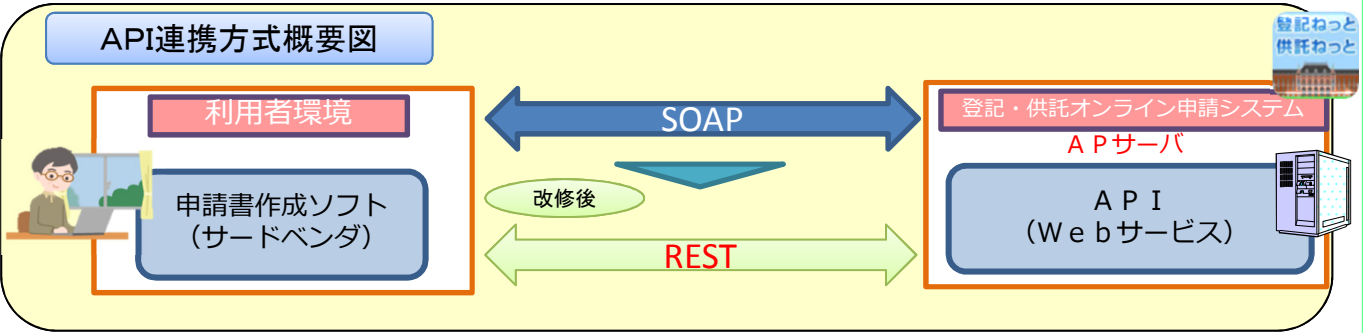 API連携方式概要図
登記ねっと
供託ねっと
利用者環境
SOAP
登記・供託オンライン申請システム
ＡＰサーバ
申請書作成ソフト
（サードベンダ）
改修後
ＡＰＩ
（Ｗｅｂサービス）
REST